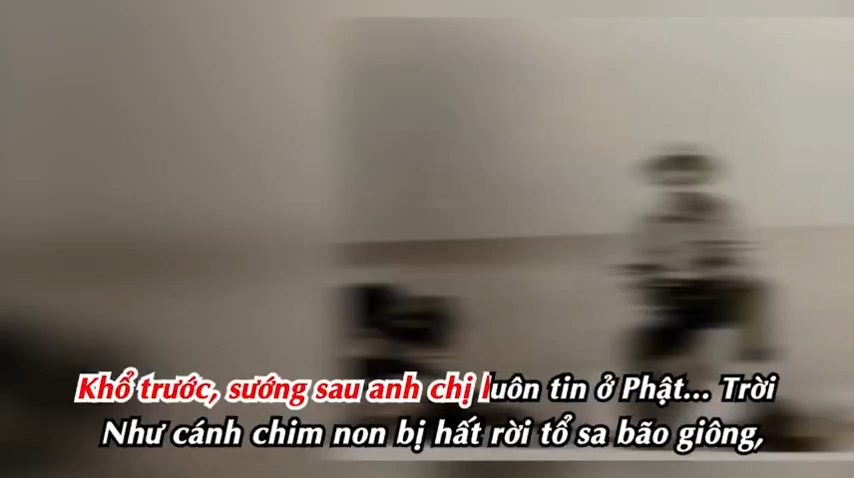 Khổ trước, sướng sau anh chị luôn tin ở Phật... Trời
Như cánh chim non bị hất rời tổ sa bão giông,